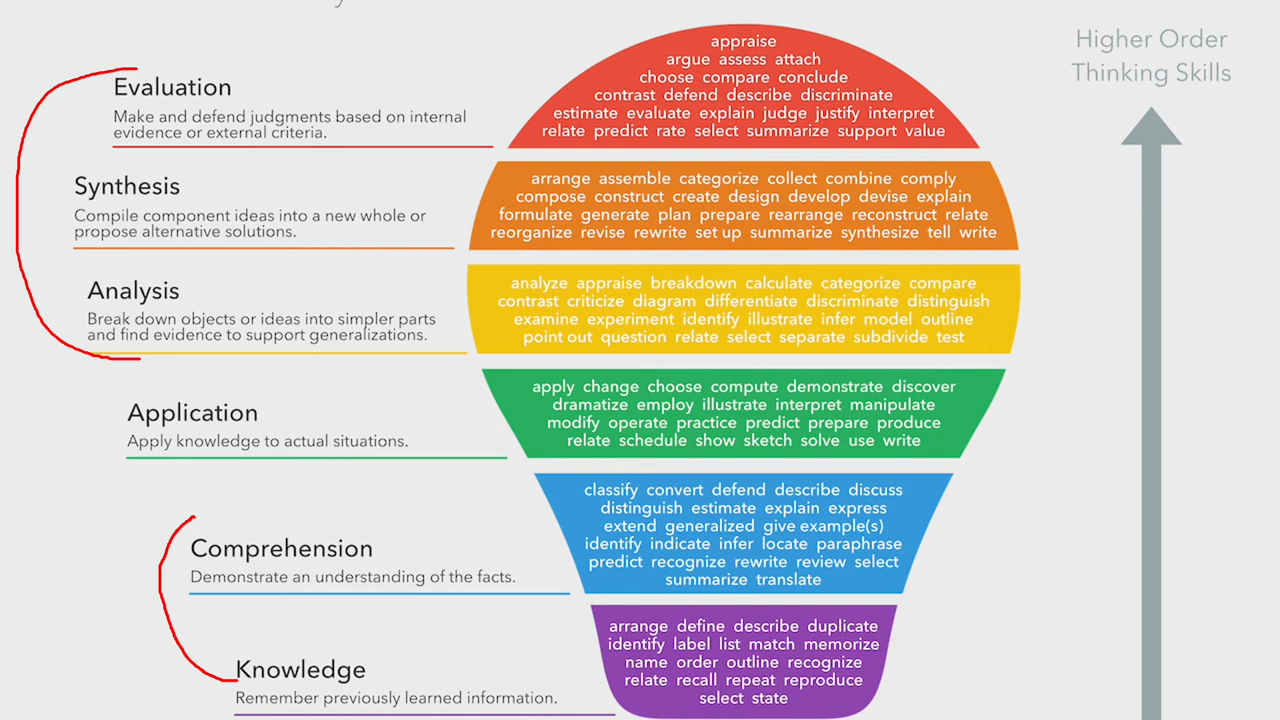 Higher Order
Thinking Skills
Evaluation
Make and defend judgments based on internal
evidence or external criteria.
appraise
argue assess attach
choose compare conclude
contrast defend describe discriminate
estimate evaluate explain judge justify interpret
relate predict rate select summarize support value
Synthesis
Compile component ideas into a new whole or
propose alternative solutions.
arrange assemble categorize collect combine comply
compose construct create design develop devise explain
formulate generate plan prepare rearrange reconstruct relate
reorganize revise rewrite set up summarize synthesize tell write
Analysis
Break down objects or ideas into simpler parts
and find evidence to support generalizations.
analyze appraise breakdown calculate categorize compare
contrast criticize diagram differentiate discriminate distinguish
examine experiment identify illustrate infer model outline
point out question relate select separate subdivide test
Application
Apply knowledge to actual situations.
apply change choose compute demonstrate discover
dramatize employ illustrate interpret manipulate
modify operate practice predict prepare produce
relate schedule show sketch solve use write
Comprehension
Demonstrate an understanding of the facts.
classify convert defend describe discuss
distinguish estimate explain express
extend generalized give example(s)
identify indicate infer locate paraphrase
predict recognize rewrite review select
summarize translate
Knowledge
Remember previously learned information.
arrange define describe duplicate
identify label list match memorize
name order outline recognize
relate recall repeat reproduce
select state